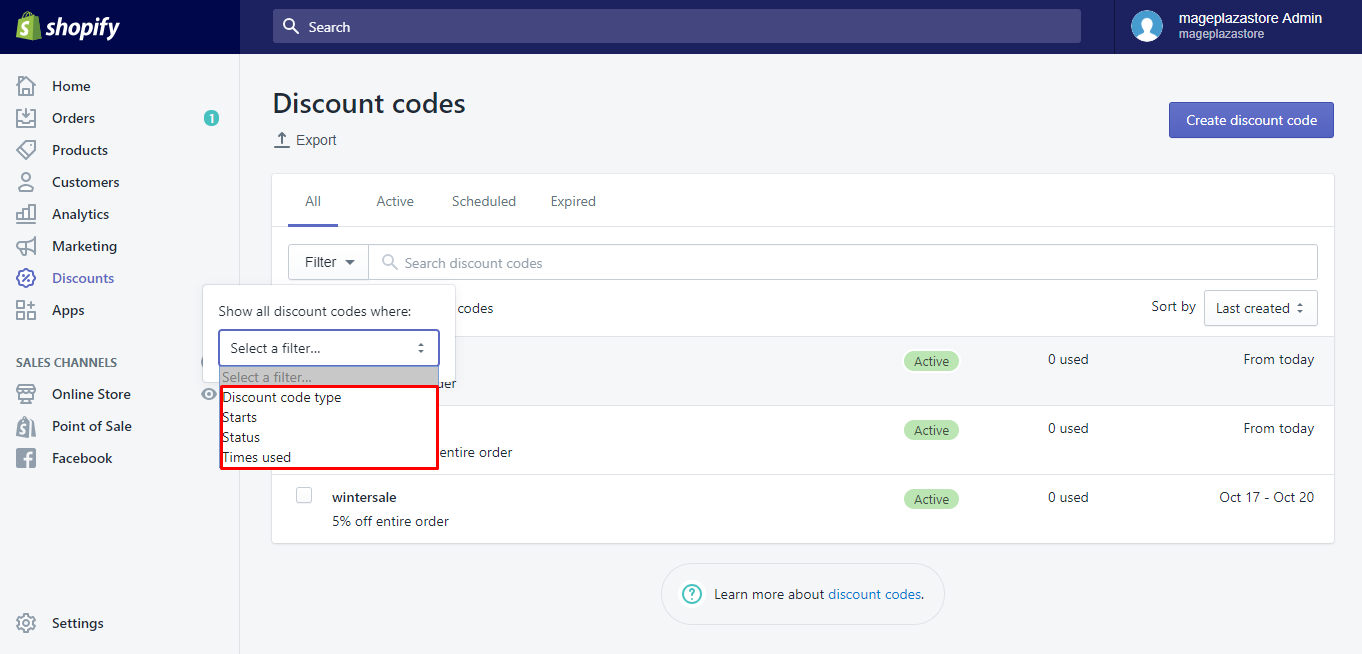 shopify
Search
mageplazastore Admin
mageplazastore
Home
Orders
1
Products
Customers
Analytics
Marketing
Discounts
Apps
SALES CHANNELS
Online Store
Point of Sale
Facebook
Settings
Discount codes
Export
Create discount code
All Active Scheduled Expired
Filter
Search discount codes
Show all discount codes where:
codes
Sort by
Last created
Select a filter...
Select a filter...
Discount code type
Starts
Status
Times used
Active 0 used From today
Active 0 used From today
entire order
wintersale Active 0 used Oct 17 - Oct 20
5% off entire order
Learn more about discount codes.